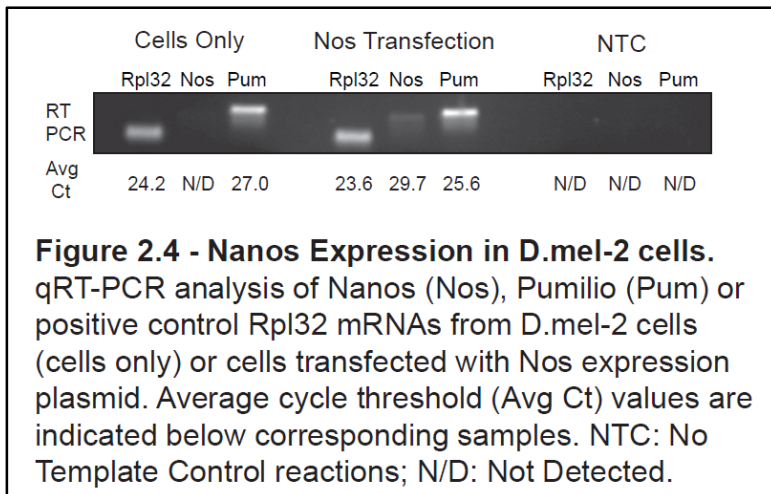 Cells Only Nos Transfection NTC
Rpl32 Nos Pum Rpl32 Nos Pum Rpl32 Nos Pum
RT
PCR
Avg
Ct 24.2 N/D 27.0 23.6 29.7 25.6 N/D N/D N/D
Figure 2.4 - Nanos Expression in D.mel-2 cells.
qRT-PCR analysis of Nanos (Nos), Pumilio (Pum) or
positive control Rpl32 mRNAs from D.mel-2 cells
(cells only) or cells transfected with Nos expression
plasmid. Average cycle threshold (Avg Ct) values are
indicated below corresponding samples. NTC: No
Template Control reactions; N/D: Not Detected.